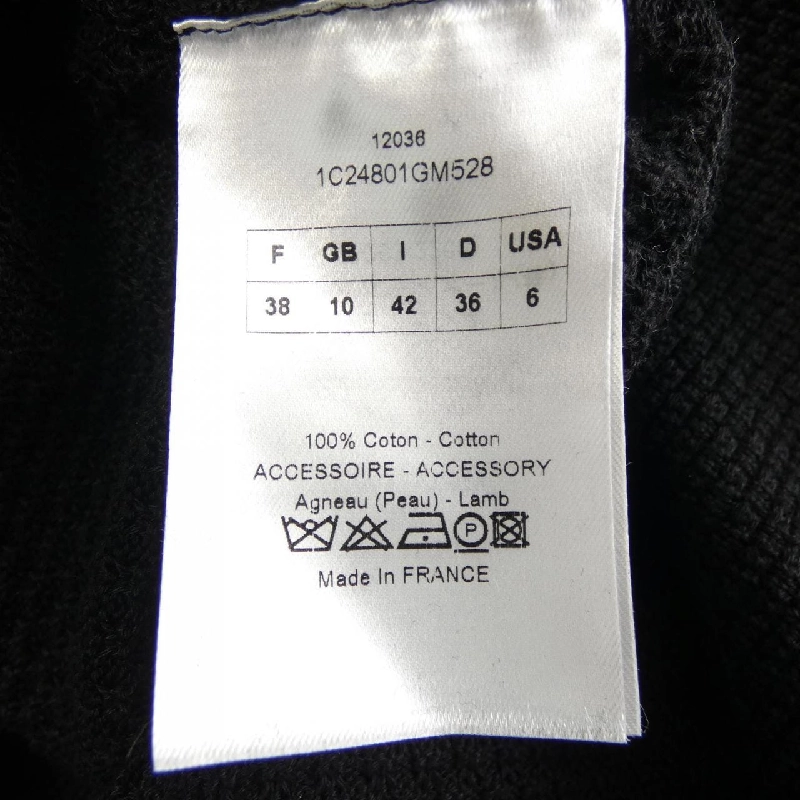 12036
1C24801GM528
F GB I D USA
38 10 42 36 6
100% Coton - Cotton
ACCESSOIRE - ACCESSORY
Agneau (Peau) - Lamb
P
Made In FRANCE